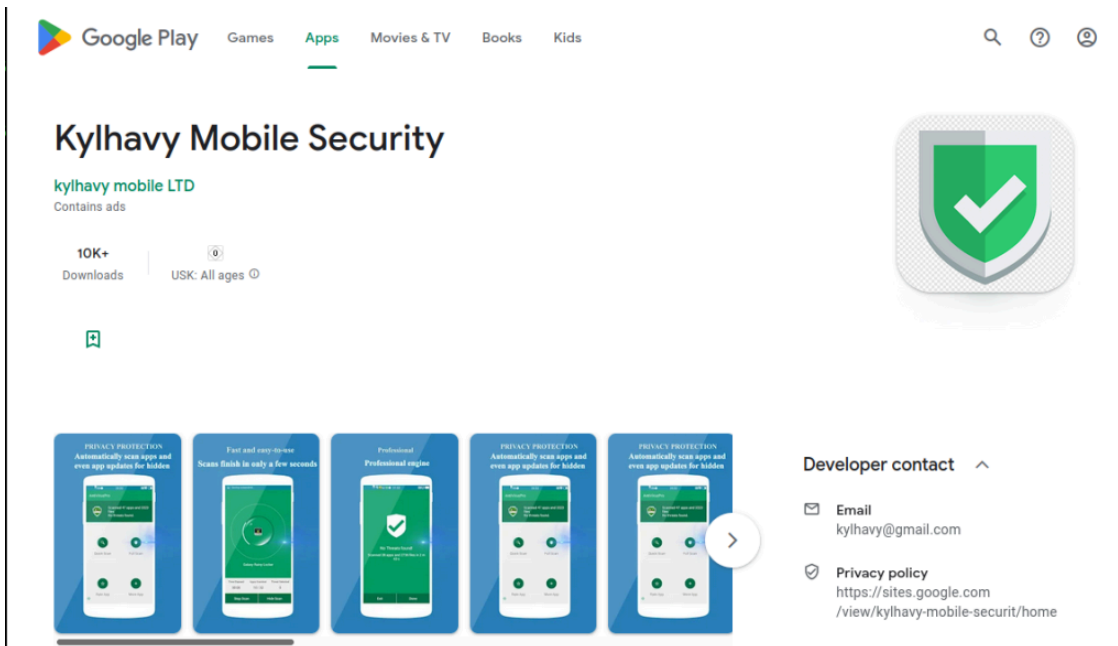 Google Play Games Apps Movies & TV Books Kids
Kylhavy Mobile Security
kylhavy mobile LTD
Contains ads
10K+
Downloads
0
USK: All ages
PRIVACY PROTECTION
Automatically scan apps and
even app updates for hidden
Fast and easy-to-use
Scans finish in only a few seconds
Professional
Professional engine
No Threats Found
PRIVACY PROTECTION
Automatically scan apps and
even app updates for hidden
PRIVACY PROTECTION
Automatically scan apps and
even app updates for hidden
Developer contact
Email
kylhavy@gmail.com
Privacy policy
https://sites.google.com
/view/kylhavy-mobile-securit/home